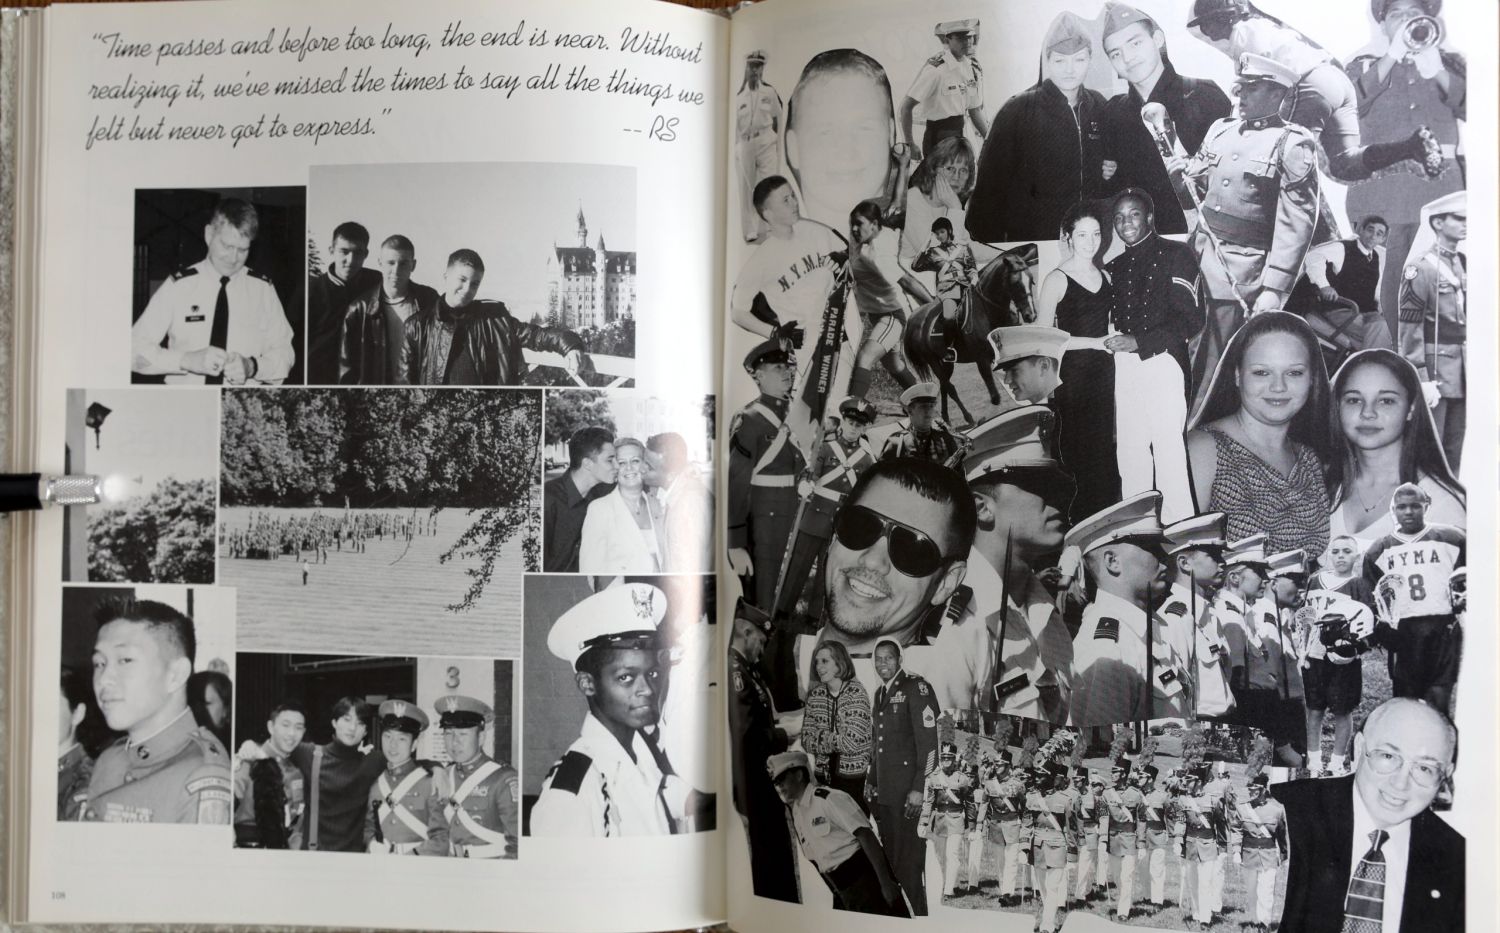 “Time passes and before too long, the end is near. Without
realizing it, we've missed the times to say all the things we
felt but never got to express.”
-- RS
3
108
N.Y.M.A.
PARADE WINNER
NYMA
8